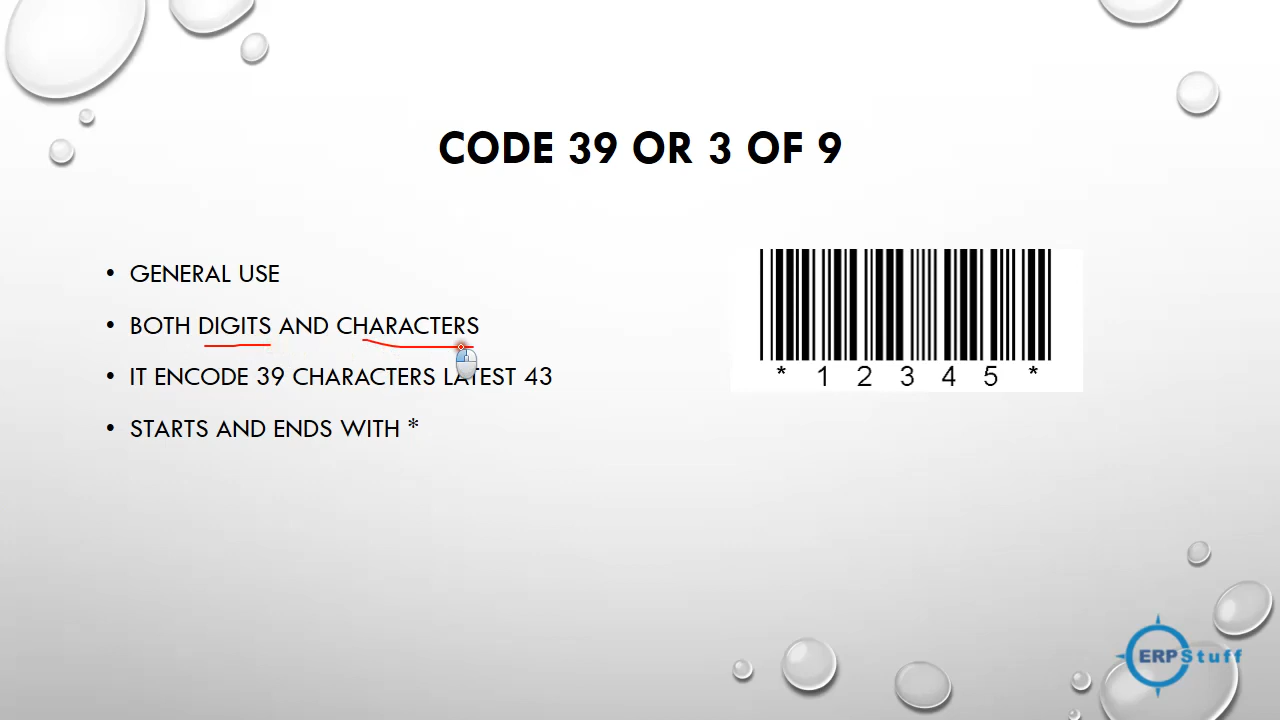 CODE 39 OR 3 OF 9
• GENERAL USE
• BOTH DIGITS AND CHARACTERS
• IT ENCODE 39 CHARACTERS LATEST 43
• STARTS AND ENDS WITH *
* 1 2 3 4 5 *
ERPStuff